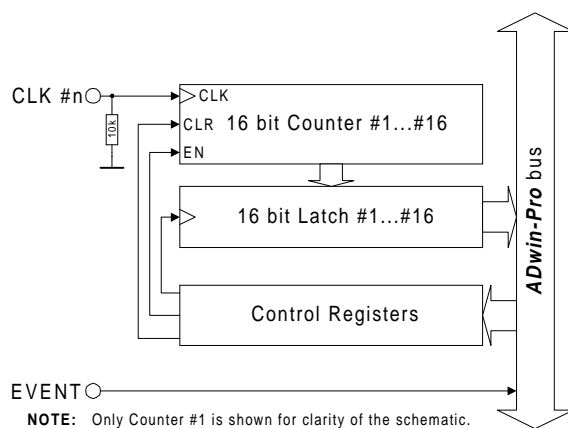 CLK #n
10k
CLK
CLR
EN
16 bit Counter #1...#16
16 bit Latch #1...#16
Control Registers
ADwin-Pro bus
EVENT
NOTE: Only Counter #1 is shown for clarity of the schematic.